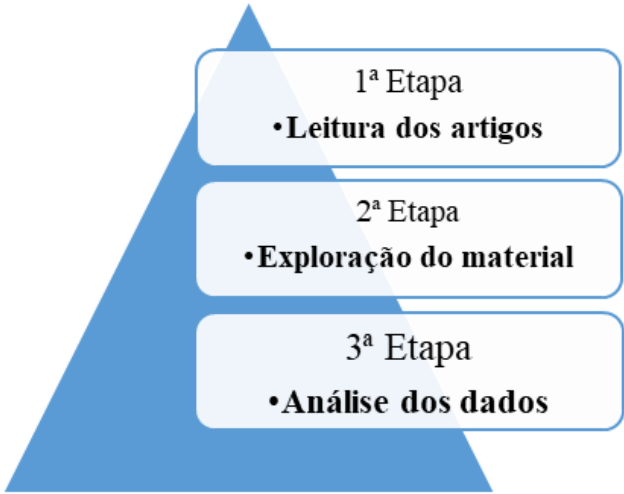 1ª Etapa
•Leitura dos artigos
2ª Etapa
•Exploração do material
3ª Etapa
•Análise dos dados